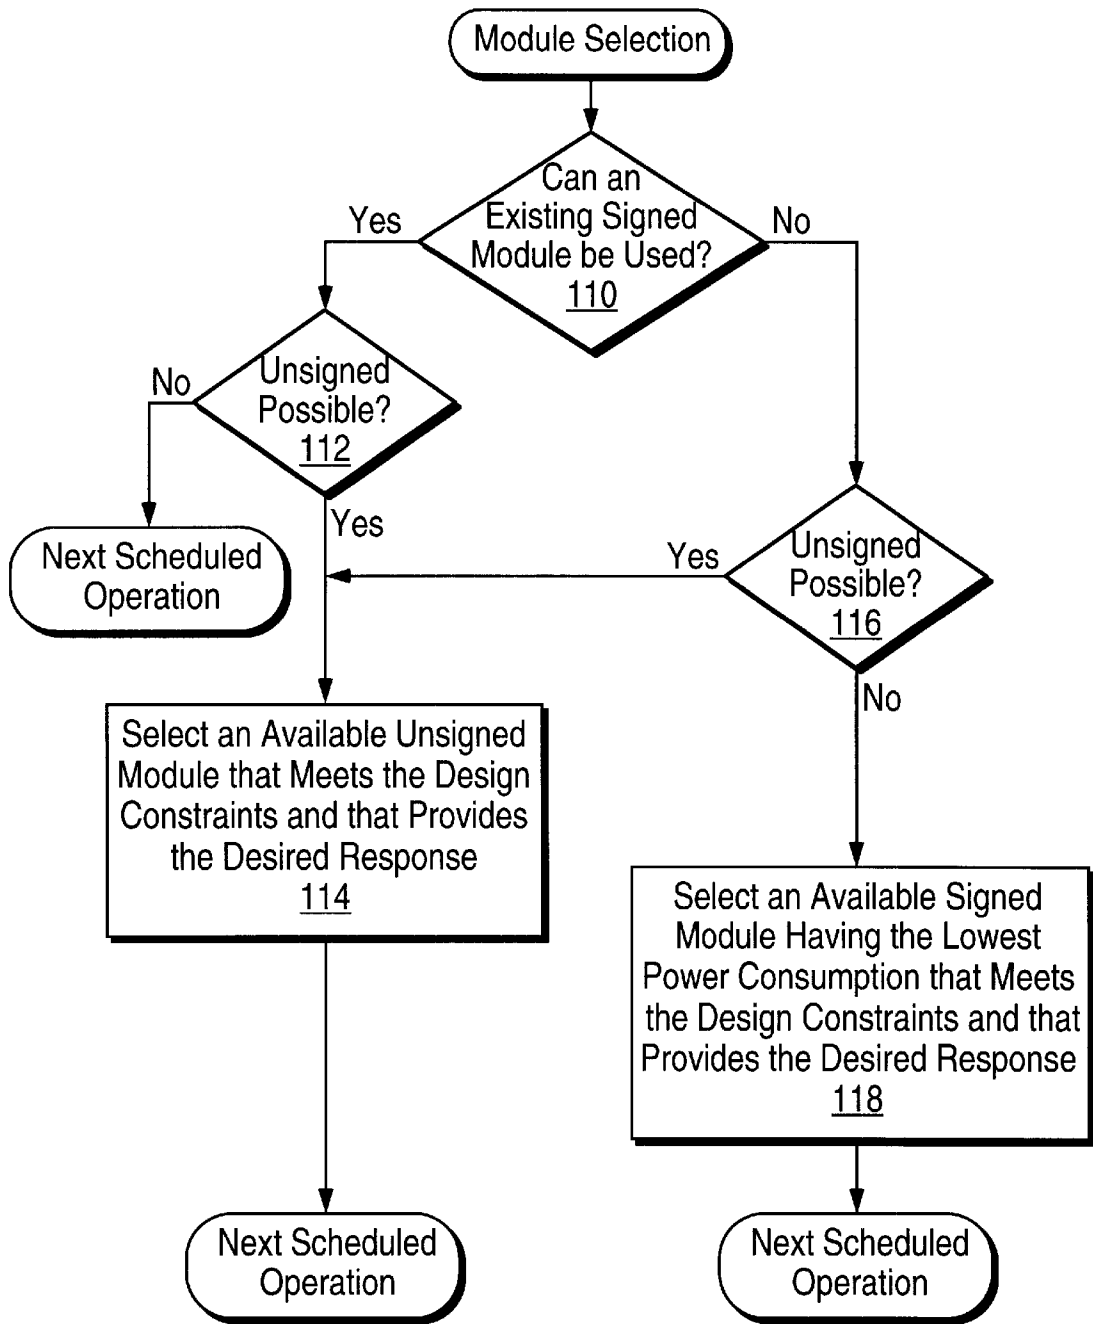 Module Selection
Can an
Existing Signed
Module be Used?
110
Yes
No
Unsigned
Possible?
112
No
Yes
Next Scheduled
Operation
Unsigned
Possible?
116
Yes
No
Select an Available Unsigned
Module that Meets the Design
Constraints and that Provides
the Desired Response
114
Select an Available Signed
Module Having the Lowest
Power Consumption that Meets
the Design Constraints and that
Provides the Desired Response
118
Next Scheduled
Operation
Next Scheduled
Operation